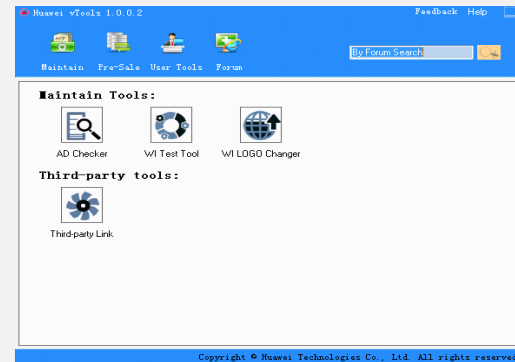 Huawei vTools 1.0.0.2
Feedback Help
By Forum Search
Maintain Pre-Sale User Tools Forum
Maintain Tools:
AD Checker WI Test Tool WI LOGO Changer
Third-party tools:
Third-party Link
Copyright © Huawei Technologies Co., Ltd. All rights reserved